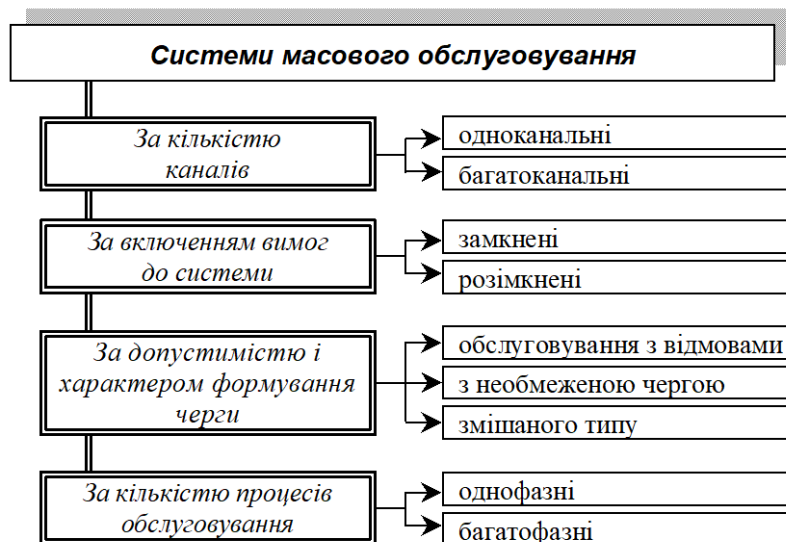 Системи масового обслуговування
За кількістю
каналів
одноканальні
багатоканальні
За включенням вимог
до системи
замкнені
розімкнені
За допустимістю і
характером формування
черги
обслуговування з відмовами
з необмеженою чергою
змішаного типу
За кількістю процесів
обслуговування
однофазні
багатофазні